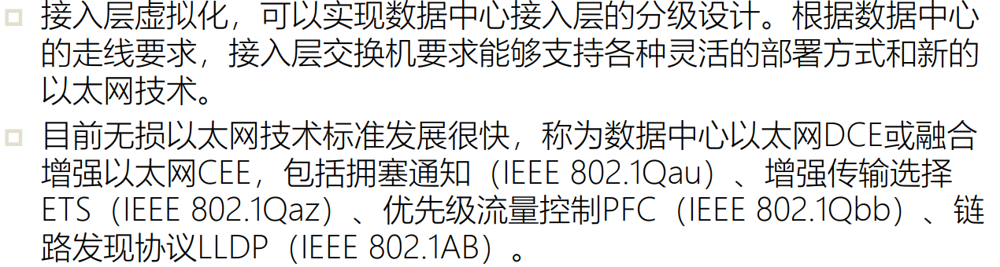 接入层虚拟化，可以实现数据中心接入层的分级设计。根据数据中心
的走线要求，接入层交换机要求能够支持各种灵活的部署方式和新的
以太网技术。
目前无损以太网技术标准发展很快，称为数据中心以太网DCE或融合
增强以太网CEE，包括拥塞通知（IEEE 802.1Qau）、增强传输选择
ETS（IEEE 802.1Qaz）、优先级流量控制PFC（IEEE 802.1Qbb）、链
路发现协议LLDP（IEEE 802.1AB）。